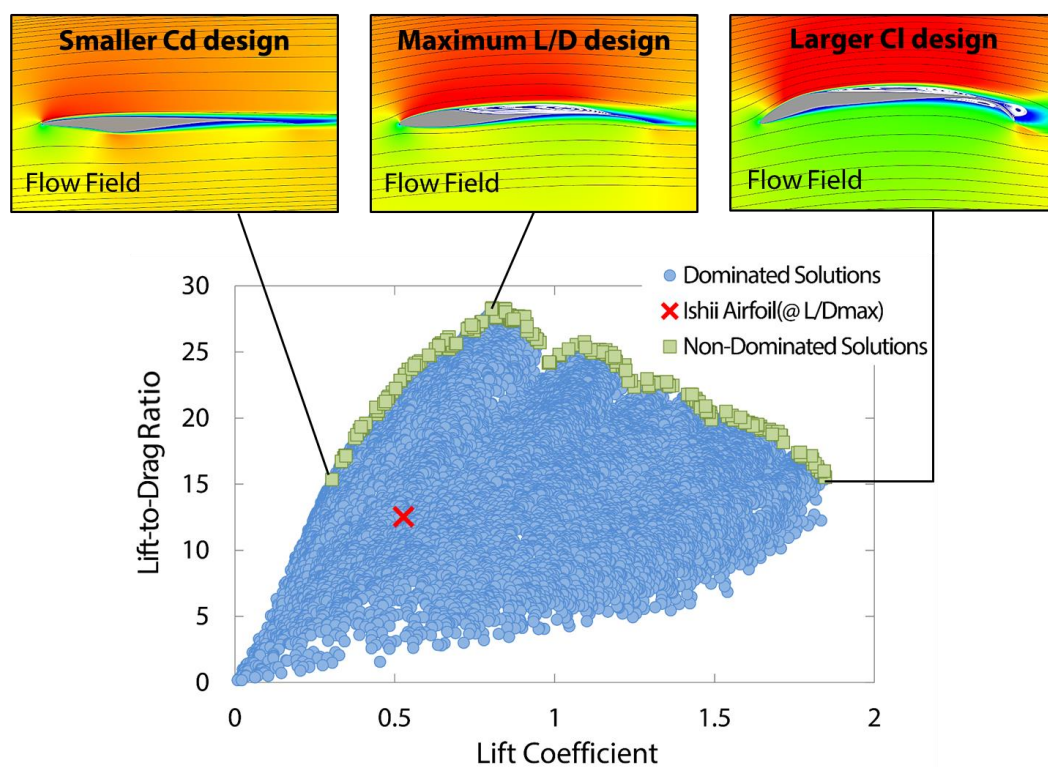 Smaller Cd design
Maximum L/D design
Larger Cl design
Flow Field
Flow Field
Flow Field
30
25
20
15
10
5
0
Lift-to-Drag Ratio
Dominated Solutions
Ishii Airfoil(@ L/Dmax)
Non-Dominated Solutions
0
0.5
1
1.5
2
Lift Coefficient